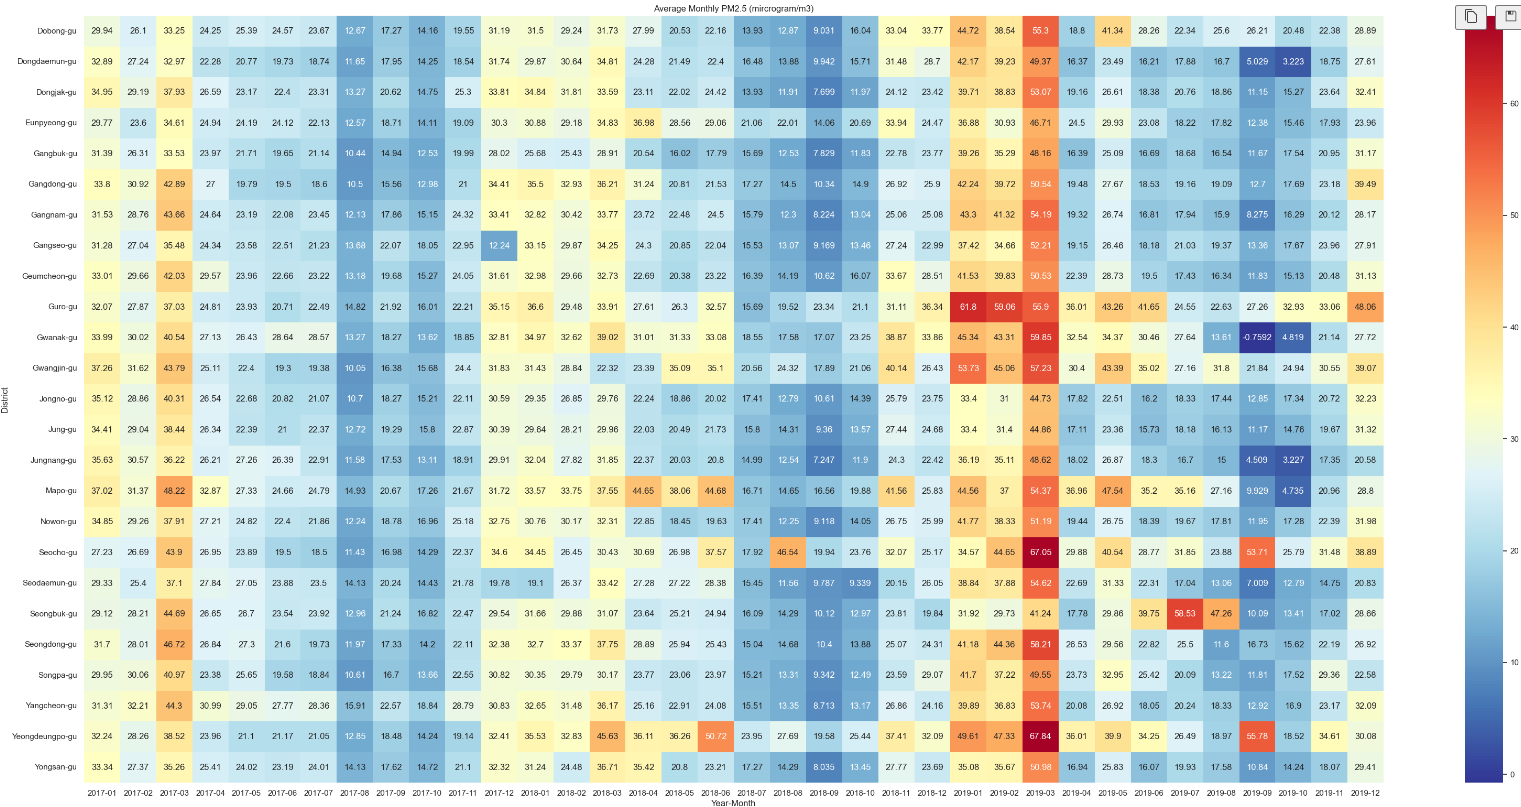 Average Monthly PM2.5 (mircrogram/m3)
Dobong-gu 29.94 26.1 33.25 24.25 25.39 24.57 23.67 12.67 17.27 14.16 19.55 31.19 31.5 29.24 31.73 27.99 20.53 22.16 13.93 12.87 9.031 16.04 33.04 33.77 44.72 38.54 55.3 18.8 41.34 28.26 22.34 25.6 26.21 20.48 22.38 28.89
Dongdaemun-gu 32.89 27.24 32.97 22.28 20.77 19.73 18.74 11.65 17.95 14.25 18.54 31.74 29.87 30.64 34.81 24.28 21.49 22.4 16.48 13.88 9.942 15.71 31.48 28.7 42.17 39.23 49.37 16.37 23.49 16.21 17.88 16.7 5.029 3.223 18.75 27.61
60
Dongjak-gu 34.95 29.19 37.93 26.59 23.17 22.4 23.31 13.27 20.62 14.75 25.3 33.81 34.84 31.81 33.59 23.11 22.02 24.42 13.93 11.91 7.699 11.97 24.12 23.42 39.71 38.83 53.07 19.16 26.61 18.38 20.76 18.86 11.15 15.27 23.64 32.41
Eunpyeong-gu 29.77 23.6 34.61 24.94 24.19 24.12 22.13 12.57 18.71 14.11 19.09 30.3 30.88 29.18 34.83 36.98 28.56 29.06 21.06 22.01 14.06 20.69 33.94 24.47 36.88 30.93 46.71 24.5 29.93 23.08 18.22 17.82 12.38 15.46 17.93 23.96
Gangbuk-gu 31.39 26.31 33.53 23.97 21.71 19.65 21.14 10.44 14.94 12.53 19.99 28.02 25.68 25.43 28.91 20.54 16.02 17.79 15.69 12.53 7.829 11.83 22.78 23.77 39.26 35.29 48.16 16.39 25.09 16.69 18.68 16.54 11.67 17.54 20.95 31.17
Gangdong-gu 33.8 30.92 42.89 27 19.79 19.5 18.6 10.5 15.56 12.98 21 34.41 35.5 32.93 36.21 31.24 20.81 21.53 17.27 14.5 10.34 14.9 26.92 25.9 42.24 39.72 50.54 19.48 27.67 18.53 19.16 19.09 12.7 17.69 23.18 39.49
50
Gangnam-gu 31.53 28.76 43.66 24.64 23.19 22.08 23.45 12.13 17.86 15.15 24.32 33.41 32.82 30.42 33.77 23.72 22.48 24.5 15.79 12.3 8.224 13.04 25.06 25.08 43.3 41.32 54.19 19.32 26.74 16.81 17.94 15.9 8.275 16.29 20.12 28.17
Gangseo-gu 31.28 27.04 35.48 24.34 23.58 22.51 21.23 13.68 22.07 18.05 22.95 12.24 33.15 29.87 34.25 24.3 20.85 22.04 15.53 13.07 9.169 13.46 27.24 22.99 37.42 34.66 52.21 19.15 26.46 18.18 21.03 19.37 13.36 17.67 23.96 27.91
Geumcheon-gu 33.01 29.66 42.03 29.57 23.96 22.66 23.22 13.18 19.68 15.27 24.05 31.61 32.98 29.66 32.73 22.69 20.38 23.22 16.39 14.19 10.62 16.07 33.67 28.51 41.53 39.83 50.53 22.39 28.73 19.5 17.43 16.34 11.83 15.13 20.48 31.13
Guro-gu 32.07 27.87 37.03 24.81 23.93 20.71 22.49 14.82 21.92 16.01 22.21 35.15 36.6 29.48 33.91 27.61 26.3 32.57 15.69 19.52 23.34 21.1 31.11 36.34 61.8 59.06 55.9 36.01 43.26 41.65 24.55 22.63 27.26 32.93 33.06 48.06
40
Gwanak-gu 33.99 30.02 40.54 27.13 26.43 28.64 28.57 13.27 18.27 13.62 18.85 32.81 34.97 32.62 39.02 31.01 31.33 33.08 18.55 17.58 17.07 23.25 38.87 33.86 45.34 43.31 59.85 32.54 34.37 30.46 27.64 13.61 -0.7592 4.819 21.14 27.72
Gwangjin-gu 37.26 31.62 43.79 25.11 22.4 19.3 19.38 10.05 16.38 15.68 24.4 31.83 31.43 28.84 22.32 23.39 35.09 35.1 20.56 24.32 17.89 21.06 40.14 26.43 53.73 45.06 57.23 30.4 43.39 35.02 27.16 31.8 21.84 24.94 30.55 39.07
Jongno-gu 35.12 28.86 40.31 26.54 22.68 20.82 21.07 10.7 18.27 15.21 22.11 30.59 29.35 26.85 29.76 22.24 18.86 20.02 17.41 12.79 10.61 14.39 25.79 23.75 33.4 31 44.73 17.82 22.51 16.2 18.33 17.44 12.85 17.34 20.72 32.23
District
Jung-gu 34.41 29.04 38.44 26.34 22.39 21 22.37 12.72 19.29 15.8 22.87 30.39 29.64 28.21 29.96 22.03 20.49 21.73 15.8 14.31 9.36 13.57 27.44 24.68 33.4 31.4 44.86 17.11 23.36 15.73 18.18 16.13 11.17 14.76 19.67 31.32
30
Jungnang-gu 35.63 30.57 36.22 26.21 27.26 26.39 22.91 11.58 17.53 13.11 18.91 29.91 32.04 27.82 31.85 22.37 20.03 20.8 14.99 12.54 7.247 11.9 24.3 22.42 36.19 35.11 48.62 18.02 26.87 18.3 16.7 15 4.509 3.227 17.35 20.58
Mapo-gu 37.02 31.37 48.22 32.87 27.33 24.66 24.79 14.93 20.67 17.26 21.67 31.72 33.57 33.75 37.55 44.65 38.06 44.68 16.71 14.65 16.56 19.88 41.56 25.83 44.56 37 54.37 36.96 47.54 35.2 35.16 27.16 9.929 4.735 20.96 28.8
Nowon-gu 34.85 29.26 37.91 27.21 24.82 22.4 21.86 12.24 18.78 16.96 25.18 32.75 30.76 30.17 32.31 22.85 18.45 19.63 17.41 12.25 9.118 14.05 26.75 25.99 41.77 38.33 51.19 19.44 26.75 18.39 19.67 17.81 11.95 17.28 22.39 31.98
Seocho-gu 27.23 26.69 43.9 26.95 23.89 19.5 18.5 11.43 16.98 14.29 22.37 34.6 34.45 26.45 30.43 30.69 26.98 37.57 17.92 46.54 19.94 23.76 32.07 25.17 34.57 44.65 67.05 29.88 40.54 28.77 31.85 23.88 53.71 25.79 31.48 38.89
20
Seodaemun-gu 29.33 25.4 37.1 27.84 27.05 23.88 23.5 14.13 20.24 14.43 21.78 19.78 19.1 26.37 33.42 27.28 27.22 28.38 15.45 11.56 9.787 9.339 20.15 26.05 38.84 37.88 54.62 22.69 31.33 22.31 17.04 13.06 7.009 12.79 14.75 20.83
Seongbuk-gu 29.12 28.21 44.69 26.65 26.7 23.54 23.92 12.96 21.24 16.82 22.47 29.54 31.66 29.88 31.07 23.64 25.21 24.94 16.09 14.29 10.12 12.97 23.81 19.84 31.92 29.73 41.24 17.78 29.86 39.75 58.53 47.26 10.09 13.41 17.02 28.66
Seongdong-gu 31.7 28.01 46.72 26.84 27.3 21.6 19.73 11.97 17.33 14.2 22.11 32.38 32.7 33.37 37.75 28.89 25.94 25.43 15.04 14.68 10.4 13.88 25.07 24.31 41.18 44.36 58.21 26.53 29.56 22.82 25.5 11.6 16.73 15.62 22.19 26.92
10
Songpa-gu 29.95 30.06 40.97 23.38 25.65 19.58 18.84 10.61 16.7 13.66 22.55 30.82 30.35 29.79 30.17 23.77 23.06 23.97 15.21 13.31 9.342 12.49 23.59 29.07 41.7 37.22 49.55 23.73 32.95 25.42 20.09 13.22 11.81 17.52 29.36 22.58
Yangcheon-gu 31.31 32.21 44.3 30.99 29.05 27.77 28.36 15.91 22.57 18.84 28.79 30.83 32.65 31.48 36.17 25.16 22.91 24.08 15.51 13.35 8.713 13.17 26.86 24.16 39.89 36.83 53.74 20.08 26.92 18.05 20.24 18.33 12.92 16.9 23.17 32.09
Yeongdeungpo-gu 32.24 28.26 38.52 23.96 21.1 21.17 21.05 12.85 18.48 14.24 19.14 32.41 35.53 32.83 45.63 36.11 36.26 50.72 23.95 27.69 19.58 25.44 37.41 32.09 49.61 47.33 67.84 36.01 39.9 34.25 26.49 18.97 55.78 18.52 34.61 30.08
Yongsan-gu 33.34 27.37 35.26 25.41 24.02 23.19 24.07 14.13 17.62 14.72 21.1 32.32 31.24 24.48 36.71 35.42 20.8 23.21 17.27 14.29 8.035 13.45 27.77 23.69 35.08 35.67 50.98 16.94 25.83 16.07 19.93 17.58 10.84 14.24 18.07 29.41
0
2017-01 2017-02 2017-03 2017-04 2017-05 2017-06 2017-07 2017-08 2017-09 2017-10 2017-11 2017-12 2018-01 2018-02 2018-03 2018-04 2018-05 2018-06 2018-07 2018-08 2018-09 2018-10 2018-11 2018-12 2019-01 2019-02 2019-03 2019-04 2019-05 2019-06 2019-07 2019-08 2019-09 2019-10 2019-11 2019-12
Year-Month